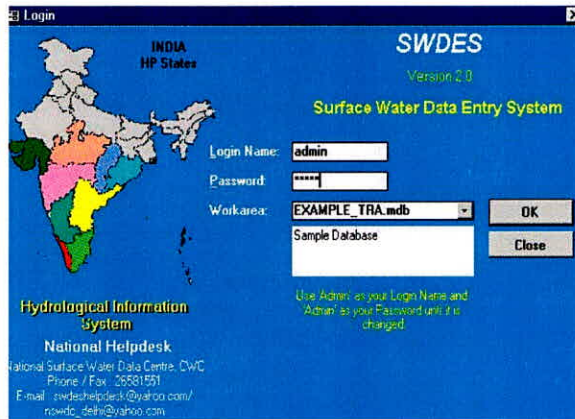 Login
INDIA
HP States
SWDES
Version 2.0
Surface Water Data Entry System
Login Name:
admin
Password:
*****
Workarea:
EXAMPLE_TRA.mdb
OK
Sample Database
Close
Use 'Admin' as your Login Name and
'Admin' as your Password until it is
changed.
Hydrological Information
System
National Helpdesk
National Surface Water Data Centre, CWC
Phone / Fax : 26581551
E-mail : swdeshelpdesk@yahoo.com/
nswdc_delhi@yahoo.com